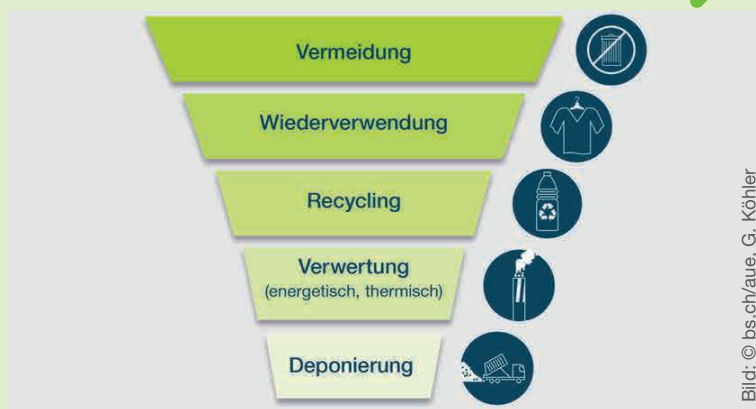 Vermeidung
Wiederverwendung
Recycling
Verwertung
(energetisch, thermisch)
Deponierung
Bild: © bs.ch/aue, G. Köhler